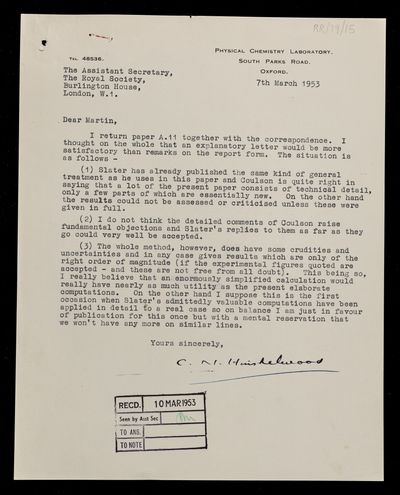 RR/19/15
PHYSICAL CHEMISTRY LABORATORY,
SOUTH PARKS ROAD,
OXFORD.
TEL. 48536.
7th March 1953
The Assistant Secretary,
The Royal Society,
Burlington House,
London, W.1.
Dear Martin,
I return paper A.11 together with the correspondence. I
thought on the whole that an explanatory letter would be more
satisfactory than remarks on the report form. The situation is
as follows -
(1) Slater has already published the same kind of general
treatment as he uses in this paper and Coulson is quite right in
saying that a lot of the present paper consists of technical detail,
only a few parts of which are essentially new. On the other hand
the results could not be assessed or criticised unless these were
given in full.
(2) I do not think the detailed comments of Coulson raise
fundamental objections and Slater's replies to them as far as they
go could very well be accepted.
(3) The whole method, however, does have some crudities and
uncertainties and in any case gives results which are only of the
right order of magnitude (if the experimental figures quoted are
accepted - and these are not free from all doubt). This being so,
I really believe that an enormously simplified calculation would
really have nearly as much utility as the present elaborate
computations. On the other hand I suppose this is the first
occasion when Slater's admittedly valuable computations have been
applied in detail to a real case so on balance I am just in favour
of publication for this once but with a mental reservation that
we won't have any more on similar lines.
Yours sincerely,
C. N. Hinshelwood
RECD. 10 MAR 1953
Seen by Asst Sec
TO ANS.
TO NOTE